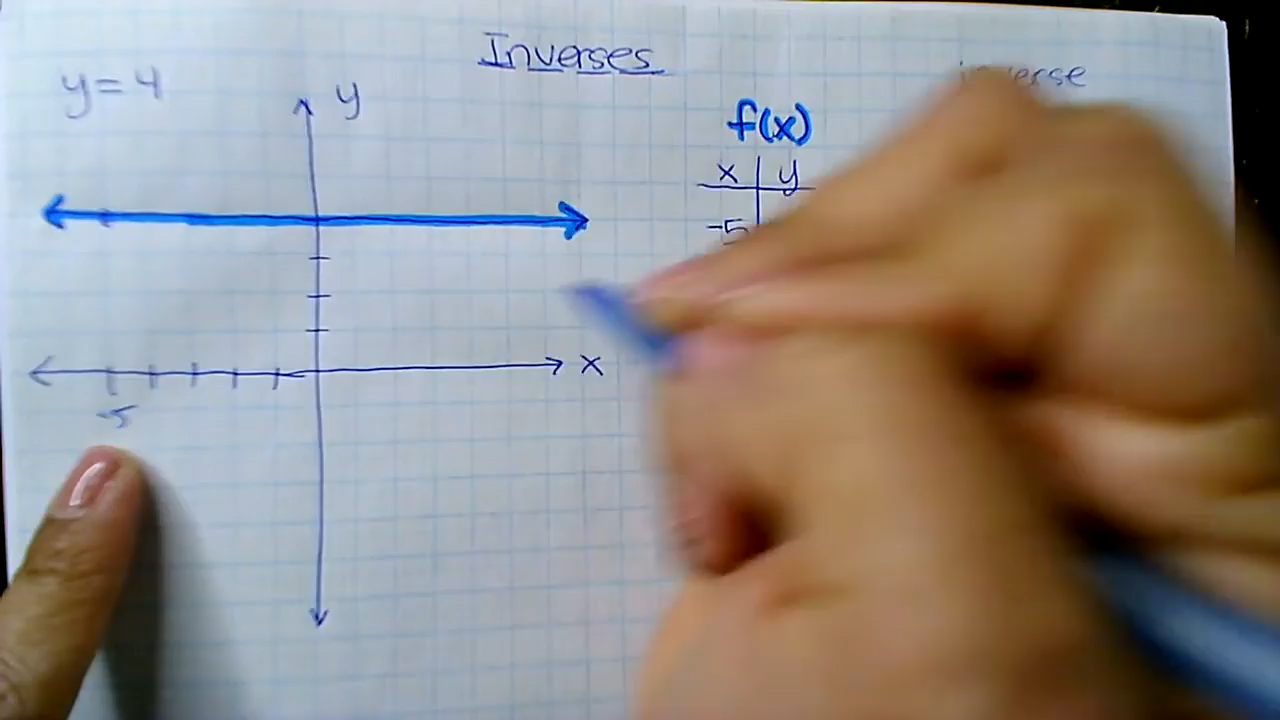 Inverses
y = 4
y
x
-5
f(x)
x y
-5